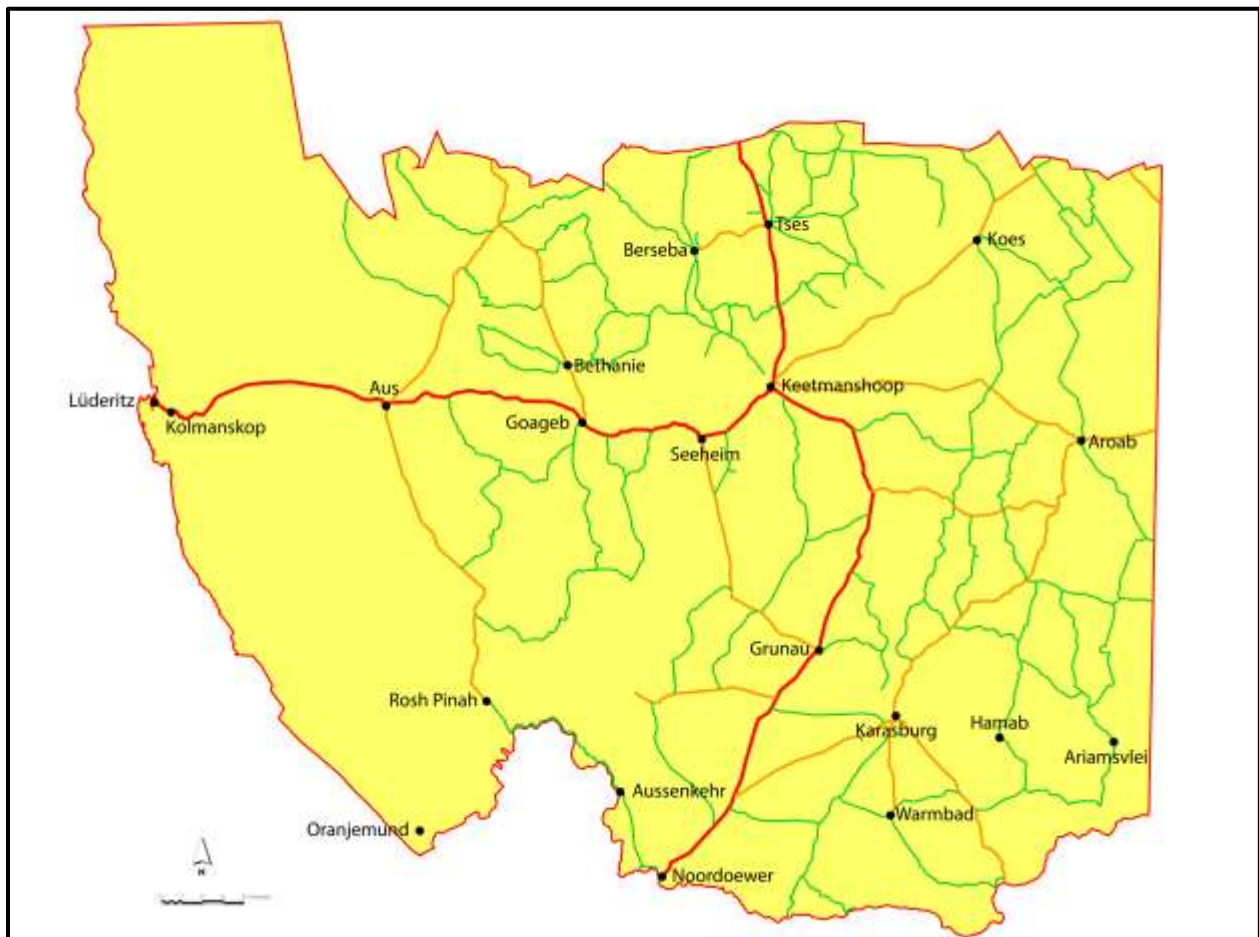 Tses
Koes
Berseba
Bethanie
Keetmanshoop
Aus
Lüderitz
Kolmanskop
Goageb
Seeheim
Aroab
Grunau
Rosh Pinah
Karasburg
Hamab
Ariamsvlei
Aussenkehr
Warmbad
Oranjemund
Noordoewer
N